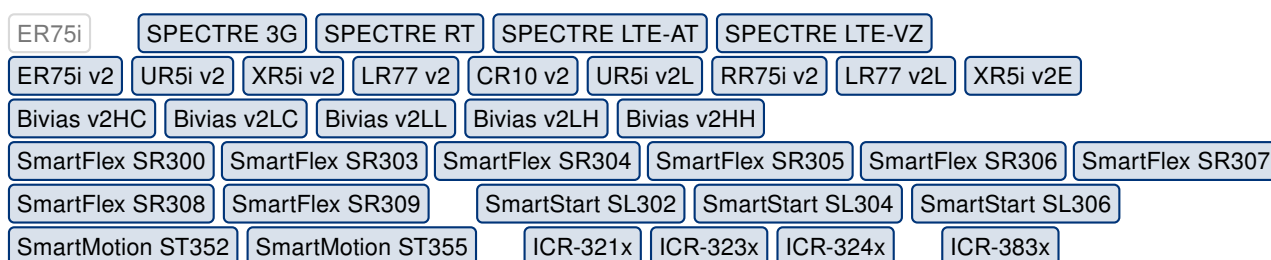 ER75i SPECTRE 3G SPECTRE RT SPECTRE LTE-AT SPECTRE LTE-VZ
ER75i v2 UR5i v2 XR5i v2 LR77 v2 CR10 v2 UR5i v2L RR75i v2 LR77 v2L XR5i v2E
Bivias v2HC Bivias v2LC Bivias v2LL Bivias v2LH Bivias v2HH
SmartFlex SR300 SmartFlex SR303 SmartFlex SR304 SmartFlex SR305 SmartFlex SR306 SmartFlex SR307
SmartFlex SR308 SmartFlex SR309 SmartStart SL302 SmartStart SL304 SmartStart SL306
SmartMotion ST352 SmartMotion ST355 ICR-321x ICR-323x ICR-324x ICR-383x